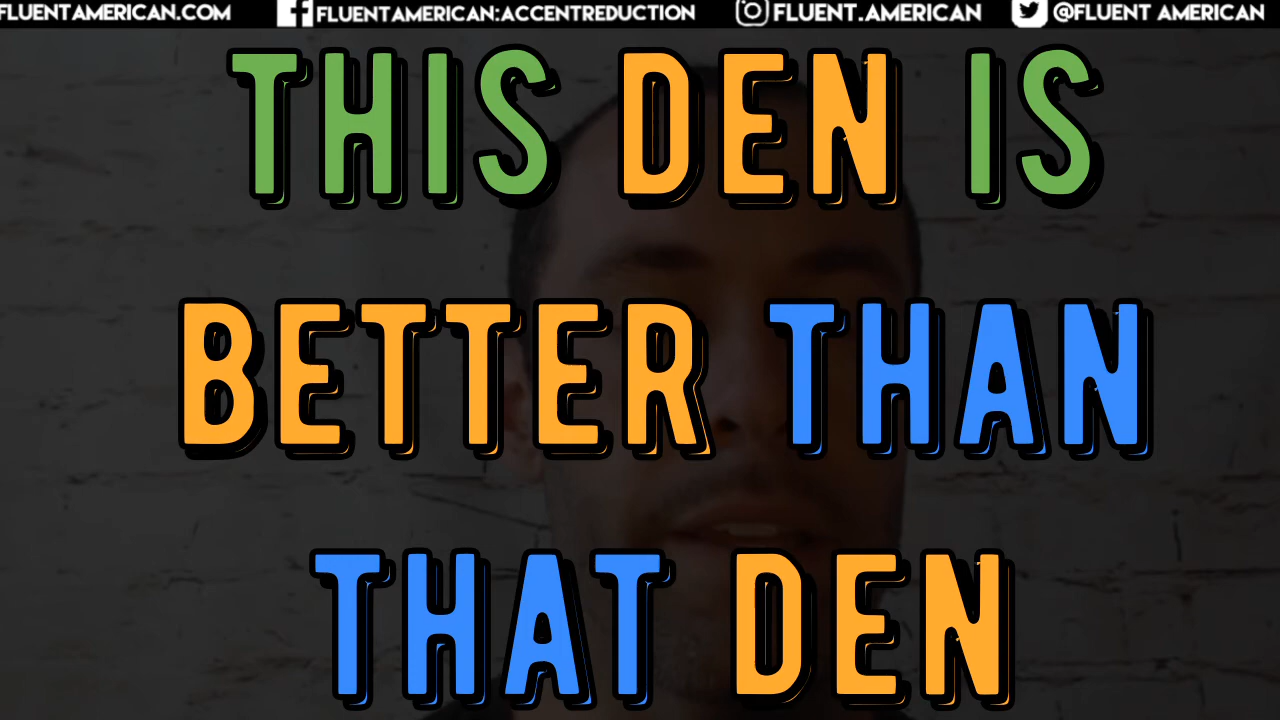 FLUENTAMERICAN.COM FLUENTAMERICAN:ACCENTREDUCTION FLUENT.AMERICAN @FLUENT AMERICAN
THIS DEN IS
BETTER THAN
THAT DEN